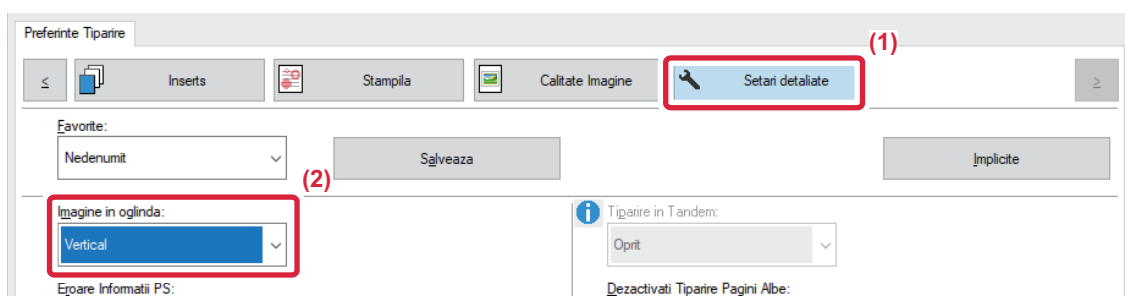 Preferinte Tiparire
(1)
<
Inserts
Stampila
Calitate Imagine
Setari detaliate
>
Favorite:
Nedenumit
Salveaza
Implicite
(2)
Imagine in oglinda:
Tiparire in Tandem:
Vertical
Oprit
Eroare Informatii PS:
Dezactivati Tiparire Pagini Albe: